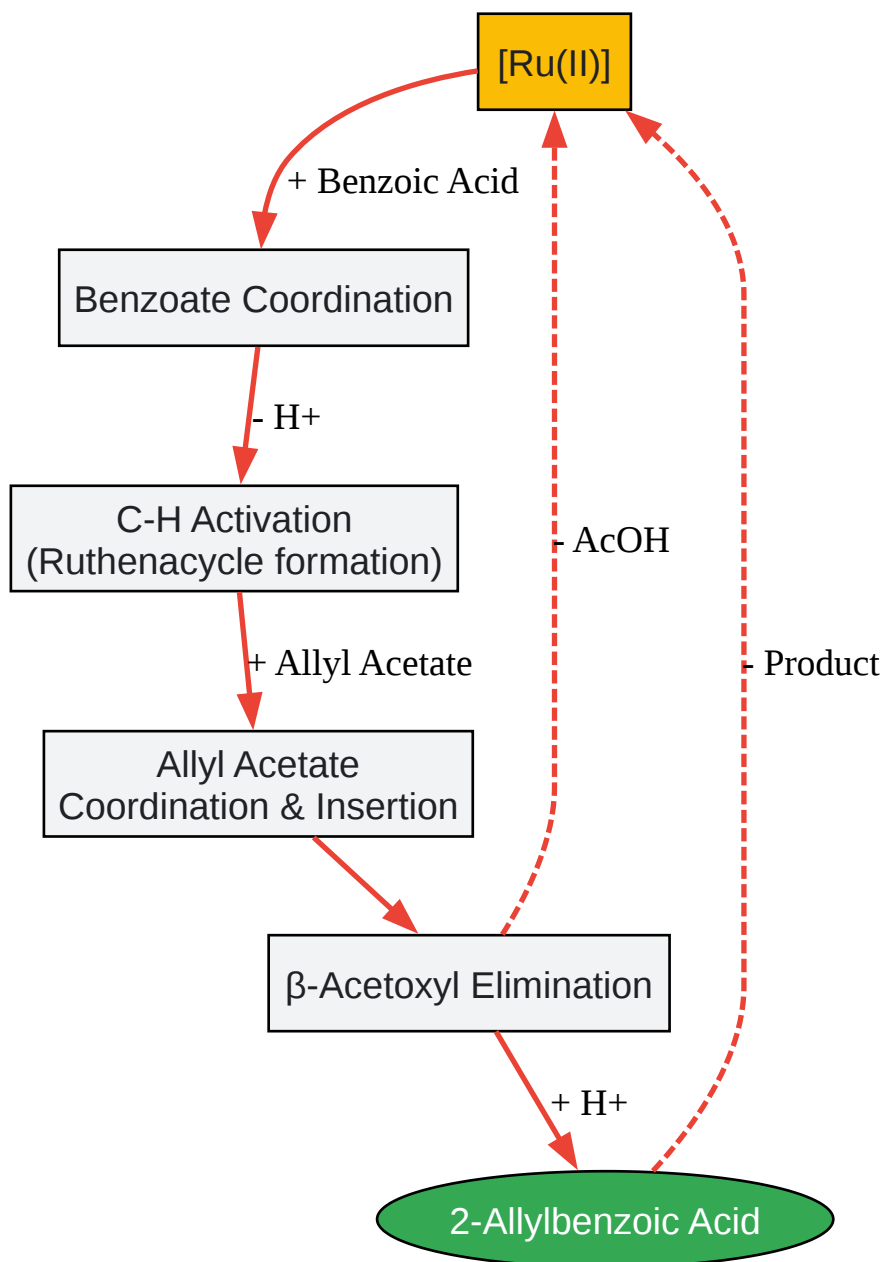 [Ru(II)]
+ Benzoic Acid
Benzoate Coordination
- H+
C-H Activation
(Ruthenacycle formation)
- AcOH
+ Allyl Acetate
- Product
Allyl Acetate
Coordination & Insertion
β-Acetoxyl Elimination
+ H+
2-Allylbenzoic Acid